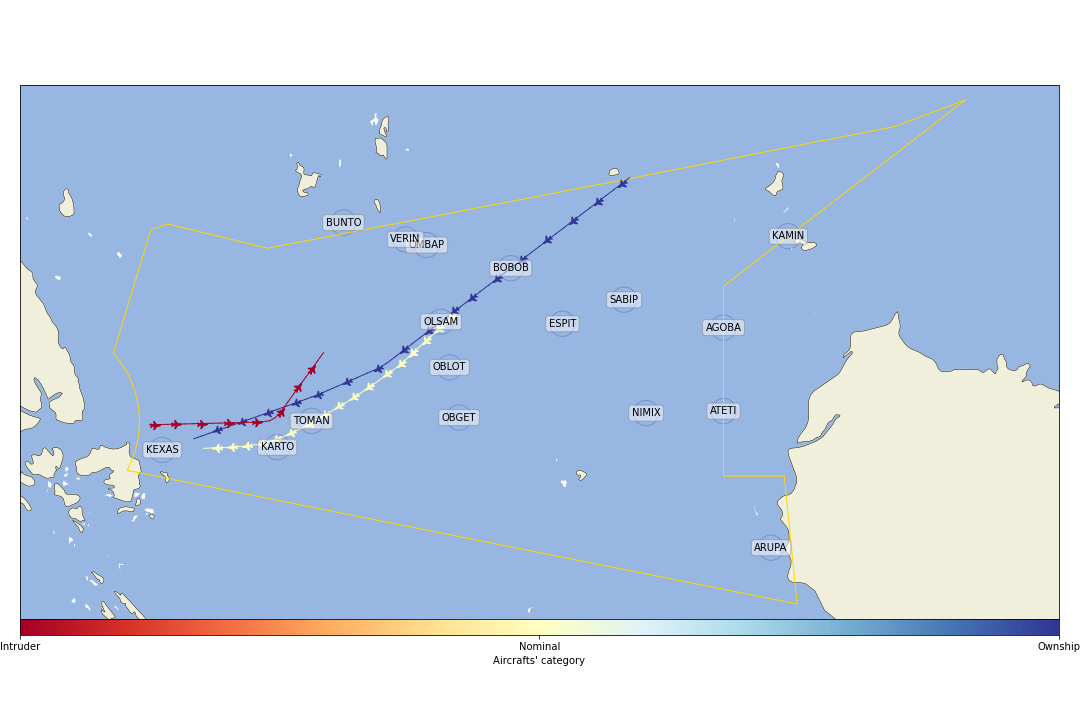 BUNTO
KAMIN
VERIN
OMBAP
BOBOB
SABIP
OLSAM
ESPIT
AGOBA
OBLOT
NIMIX
ATETI
OBGET
TOMAN
KARTO
KEXAS
ARUPA
Intruder
Nominal
Ownship
Aircrafts' category